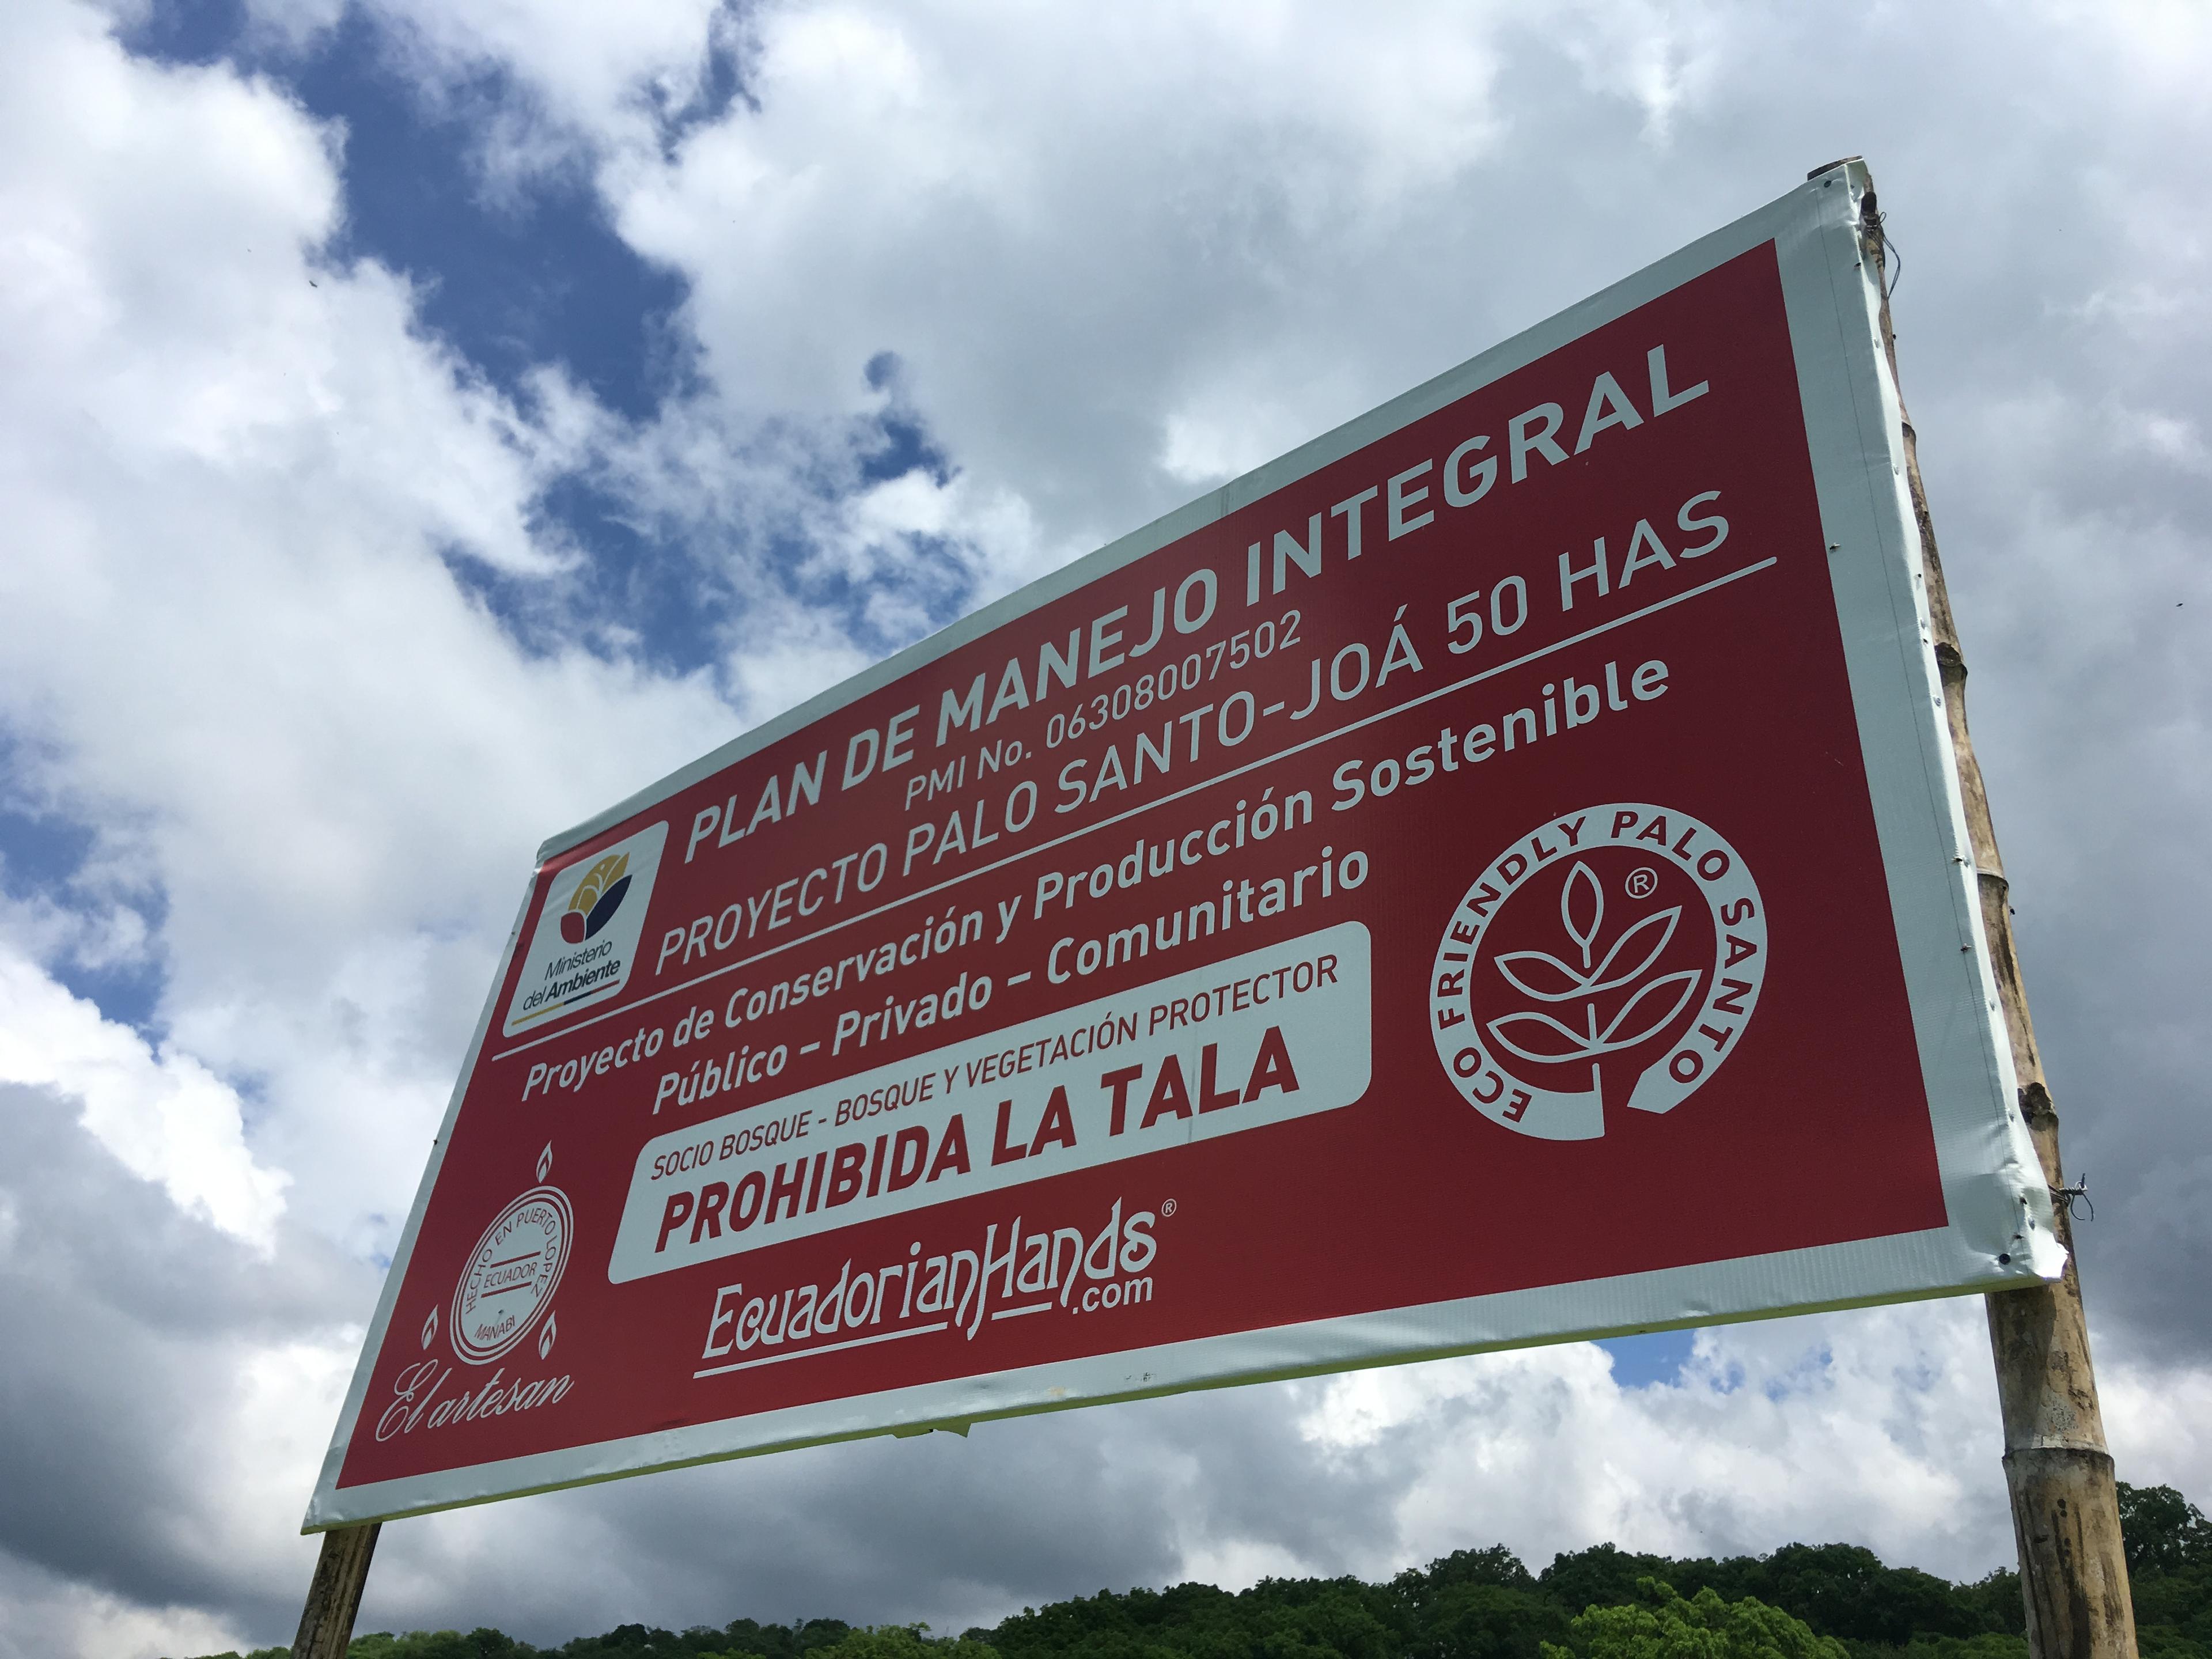 PLAN DE MANEJO INTEGRAL
PMI No. 06308007502
PROYECTO PALO SANTO-JOÁ 50 HAS
Ministerio
del Ambiente
Proyecto de Conservación y Producción Sostenible
Público – Privado – Comunitario
SOCIO BOSQUE - BOSQUE Y VEGETACIÓN PROTECTOR
PROHIBIDA LA TALA
ECO FRIENDLY PALO SANTO
®
HECHO EN PUERTO LOPEZ
ECUADOR
MANABI
El artesan
EcuadorianHands®
.com